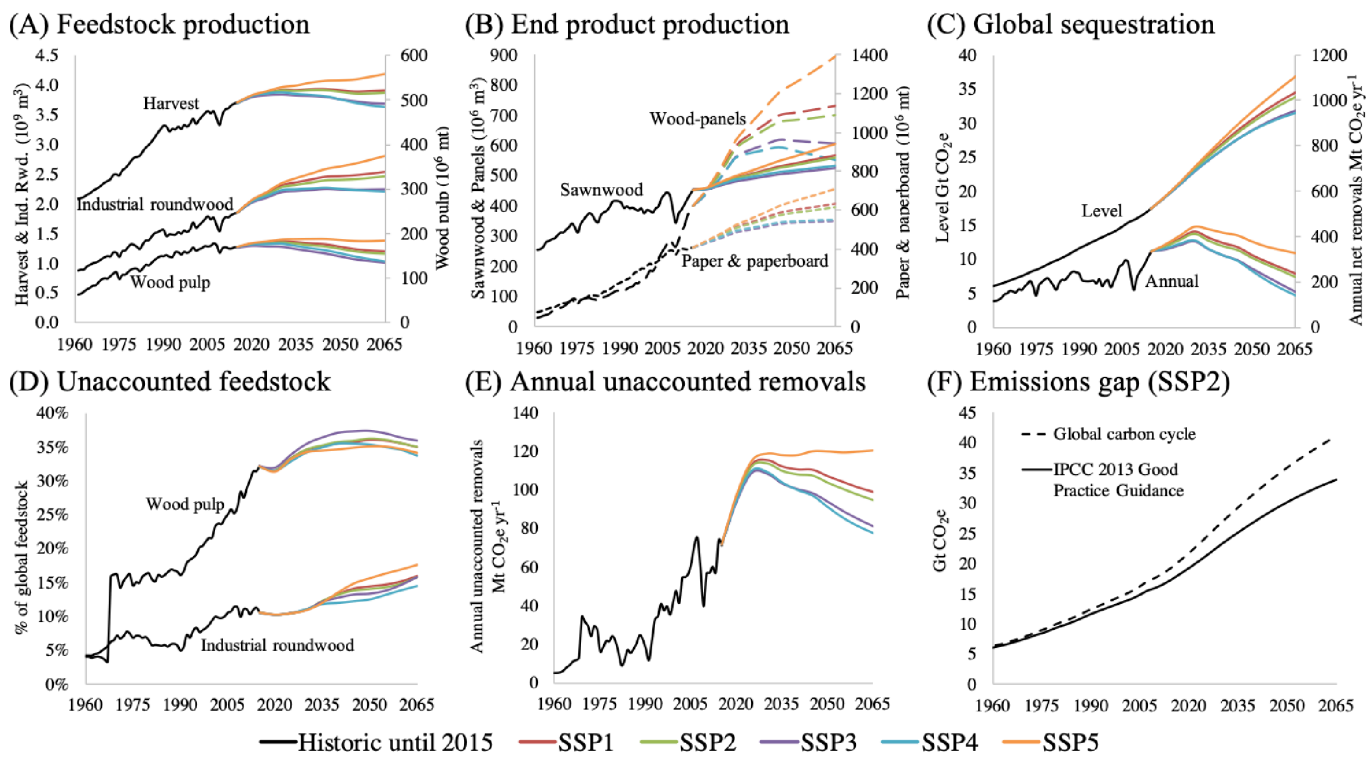 (A) Feedstock production
Harvest & Ind. Rwd. (10⁹ m³)
4.5
4.0
3.5
3.0
2.5
2.0
1.5
1.0
0.5
0.0
Harvest
Industrial roundwood
Wood pulp
600
500
400
300
200
100
0
Wood pulp (10⁶ mt)
1960 1975 1990 2005 2020 2035 2050 2065
(B) End product production
Sawnwood & Panels (10⁶ m³)
900
800
700
600
500
400
300
200
100
0
Wood-panels
Sawnwood
Paper & paperboard
1400
1200
1000
800
600
400
200
0
Paper & paperboard (10⁶ mt)
1960 1975 1990 2005 2020 2035 2050 2065
(C) Global sequestration
Level Gt CO₂e
40
35
30
25
20
15
10
5
0
Level
Annual
1200
1000
800
600
400
200
0
Annual net removals Mt CO₂e yr⁻¹
1960 1975 1990 2005 2020 2035 2050 2065
(D) Unaccounted feedstock
% of global feedstock
40%
35%
30%
25%
20%
15%
10%
5%
0%
Wood pulp
Industrial roundwood
1960 1975 1990 2005 2020 2035 2050 2065
(E) Annual unaccounted removals
Annual unaccounted removals
Mt CO₂e yr⁻¹
140
120
100
80
60
40
20
0
1960 1975 1990 2005 2020 2035 2050 2065
(F) Emissions gap (SSP2)
Gt CO₂e
45
40
35
30
25
20
15
10
5
0
Global carbon cycle
IPCC 2013 Good
Practice Guidance
1960 1975 1990 2005 2020 2035 2050 2065
Historic until 2015 SSP1 SSP2 SSP3 SSP4 SSP5